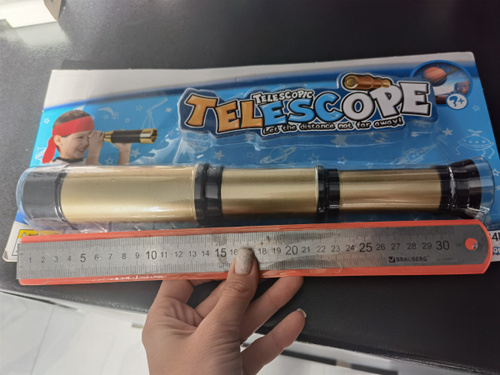 TELESCOPIC
TELESCOPE
Let the distance not far away!
1 2 3 4 5 6 7 8 9 10 11 12 13 14 15 16 18 19 20 21 22 23 24 25 26 27 28 29 30
BRAUBERG